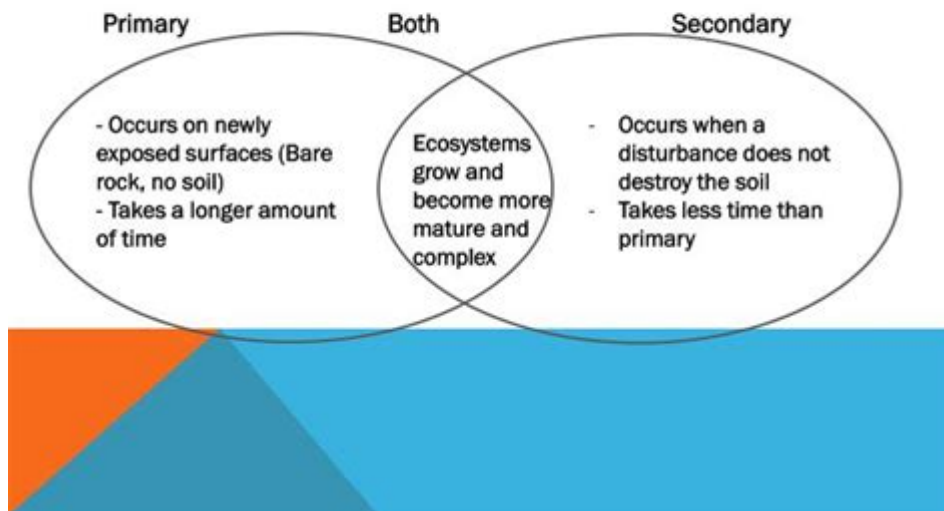 Primary
Both
Secondary
- Occurs on newly
exposed surfaces (Bare
rock, no soil)
- Takes a longer amount
of time
Ecosystems
grow and
become more
mature and
complex
- Occurs when a
disturbance does not
destroy the soil
- Takes less time than
primary